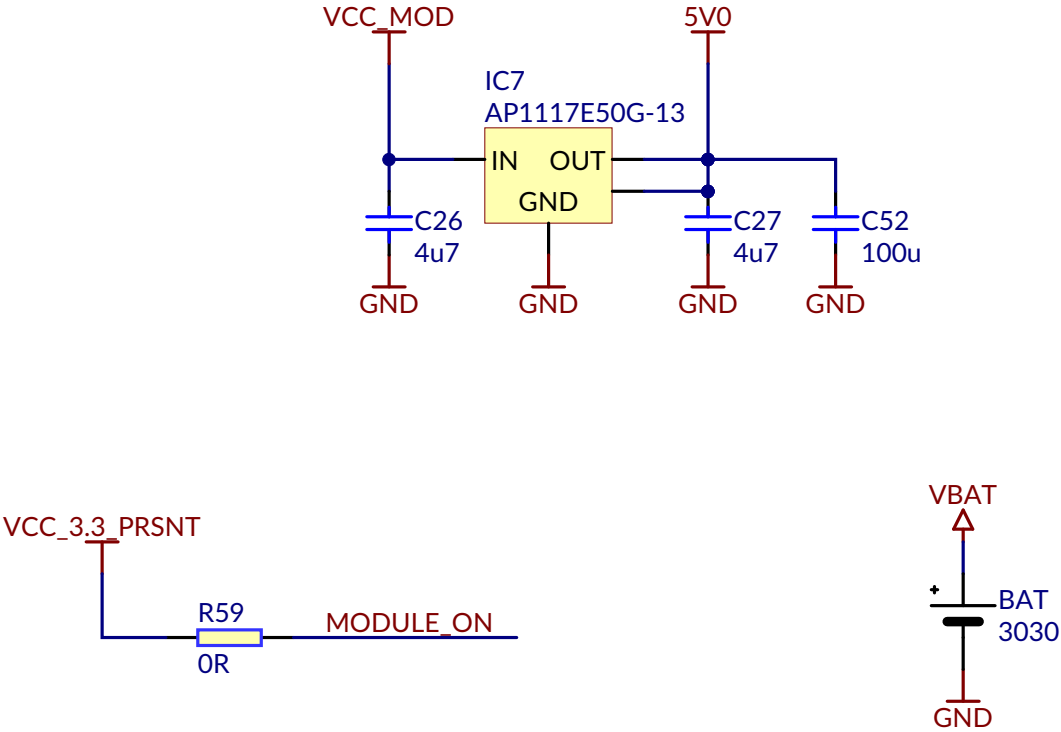 VCC_MOD
5V0
IC7
AP1117E50G-13
IN OUT
GND
C26
4u7
C27
4u7
C52
100u
GND
GND
GND
GND
VBAT
VCC_3.3_PRSNT
+
BAT
3030
R59
MODULE_ON
0R
GND